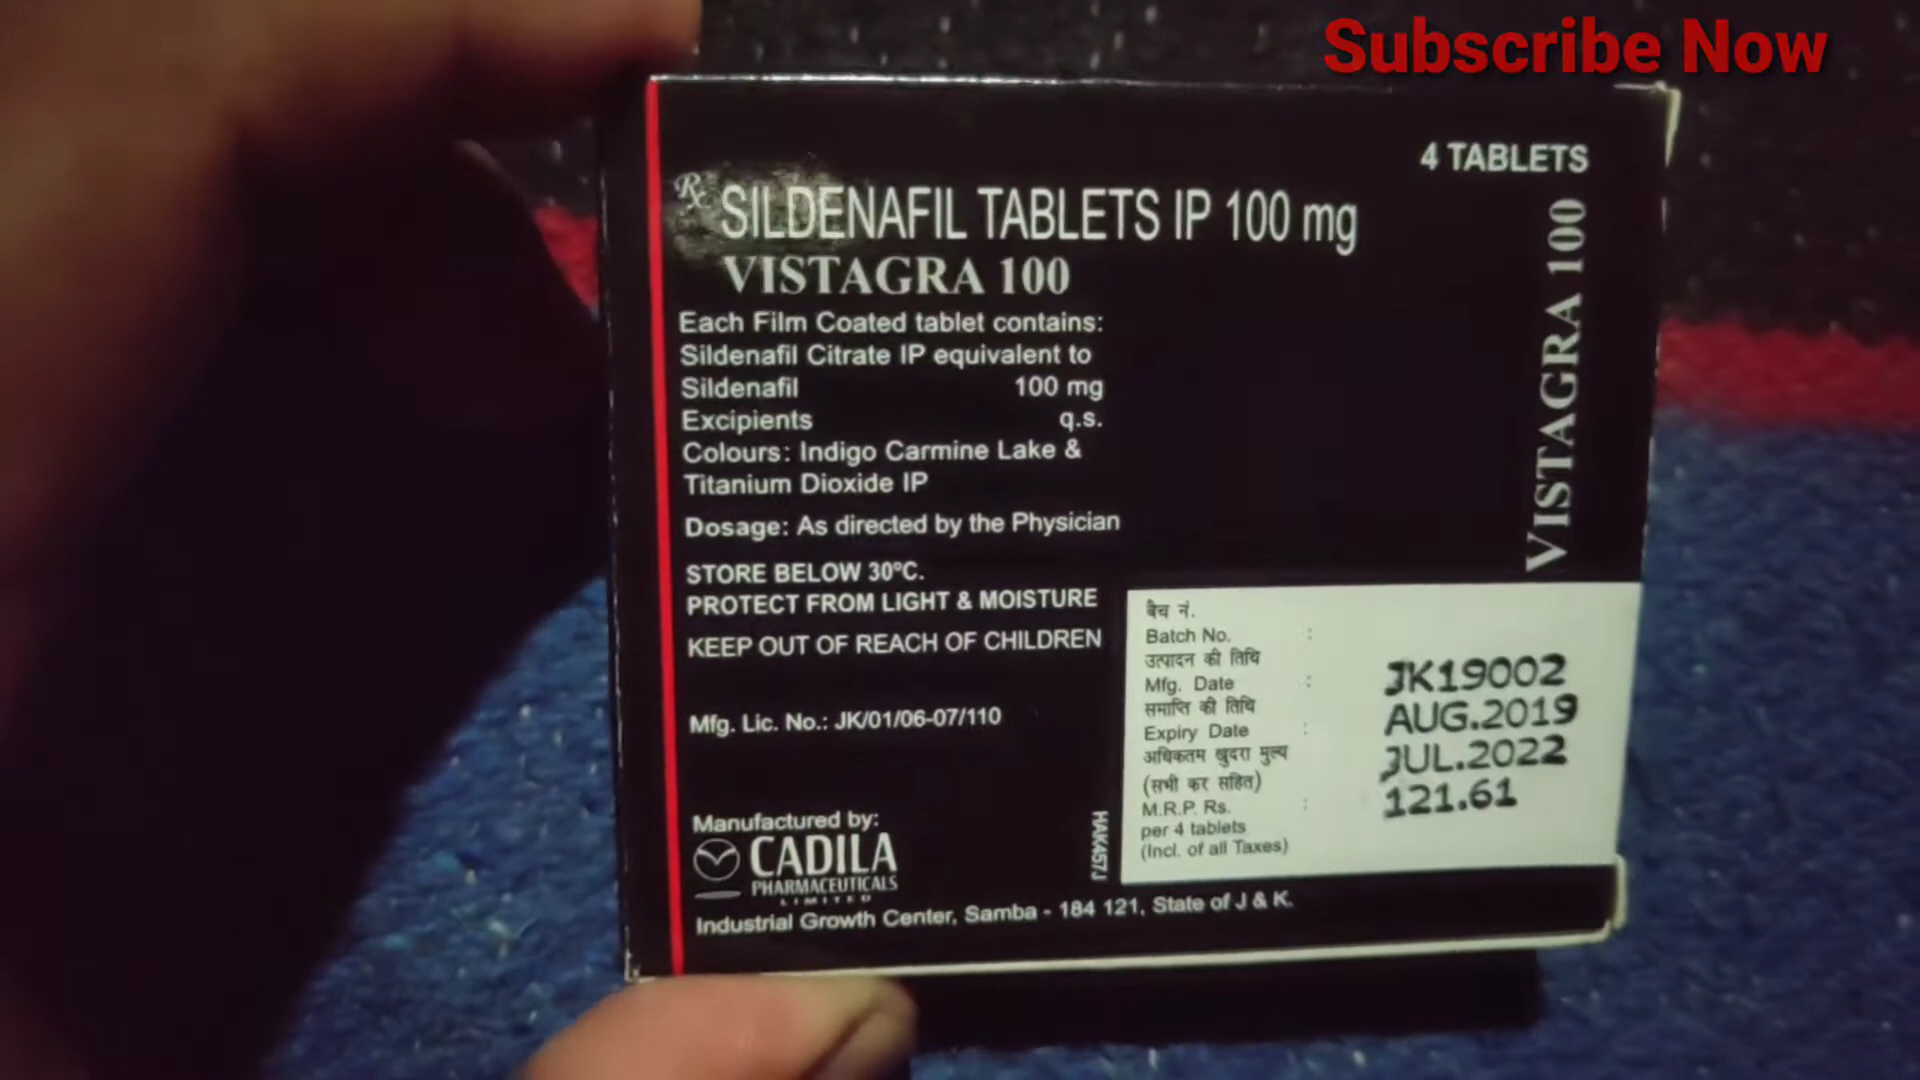 Subscribe Now
4 TABLETS
Rx SILDENAFIL TABLETS IP 100 mg
VISTAGRA 100
Each Film Coated tablet contains:
Sildenafil Citrate IP equivalent to
Sildenafil 100 mg
Excipients q.s.
Colours: Indigo Carmine Lake &
Titanium Dioxide IP
Dosage: As directed by the Physician
STORE BELOW 30ºC.
PROTECT FROM LIGHT & MOISTURE
KEEP OUT OF REACH OF CHILDREN
Mfg. Lic. No.: JK/01/06-07/110
Manufactured by:
CADILA
PHARMACEUTICALS
LIMITED
Industrial Growth Center, Samba - 184 121, State of J & K.
HAK457J
VISTAGRA 100
बैच नं.
Batch No. :
उत्पादन की तिथि
JK19002
Mfg. Date :
समाप्ति की तिथि
AUG.2019
Expiry Date :
अधिकतम खुदरा मुल्य
JUL.2022
(सभी कर सहित)
M.R.P. Rs. : 121.61
per 4 tablets
(Incl. of all Taxes)